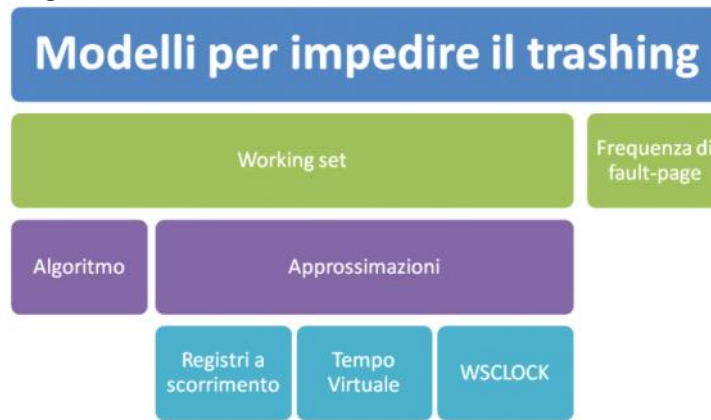 Modelli per impedire il trashing
Working set
Frequenza di
fault-page
Algoritmo
Approssimazioni
Registri a
scorrimento
Tempo
Virtuale
WSCLOCK